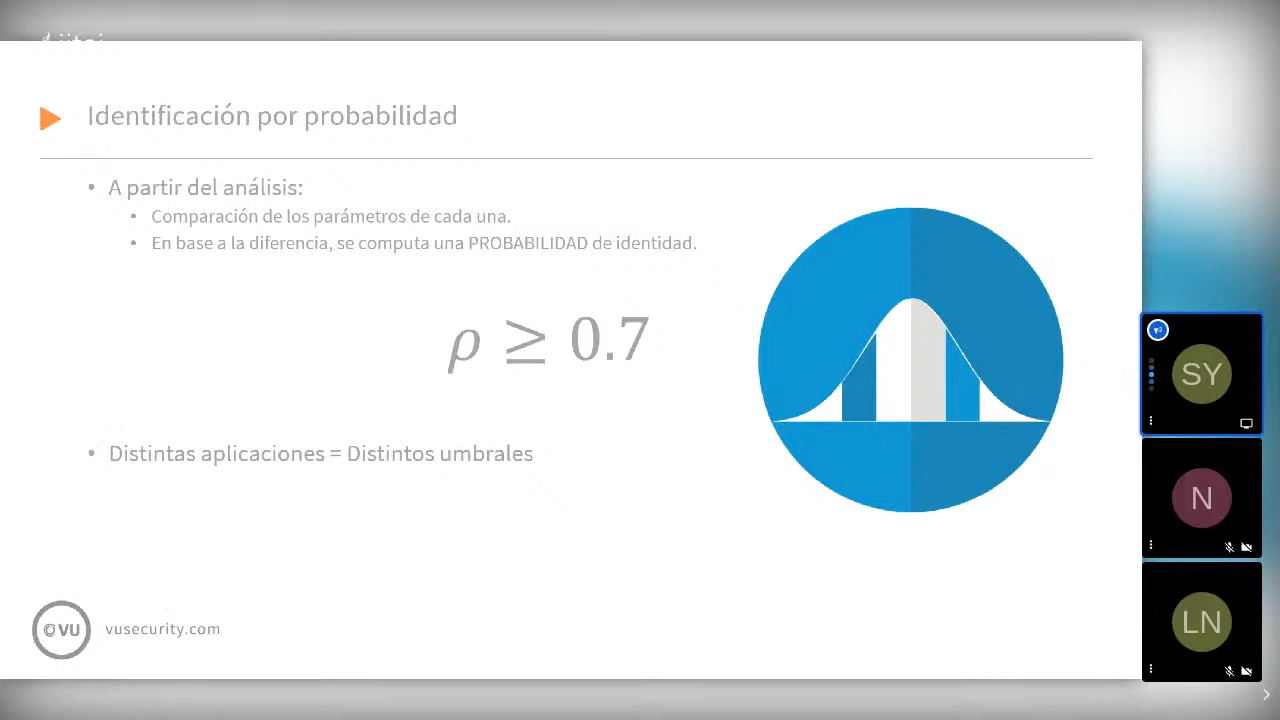 Identificación por probabilidad
• A partir del análisis:
• Comparación de los parámetros de cada una.
• En base a la diferencia, se computa una PROBABILIDAD de identidad.
ρ ≥ 0.7
• Distintas aplicaciones = Distintos umbrales
VU
vusecurity.com
SY
N
LN